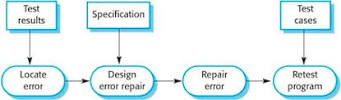 Test
results
Specification
Test
cases
Locate
error
Design
error repair
Repair
error
Retest
program